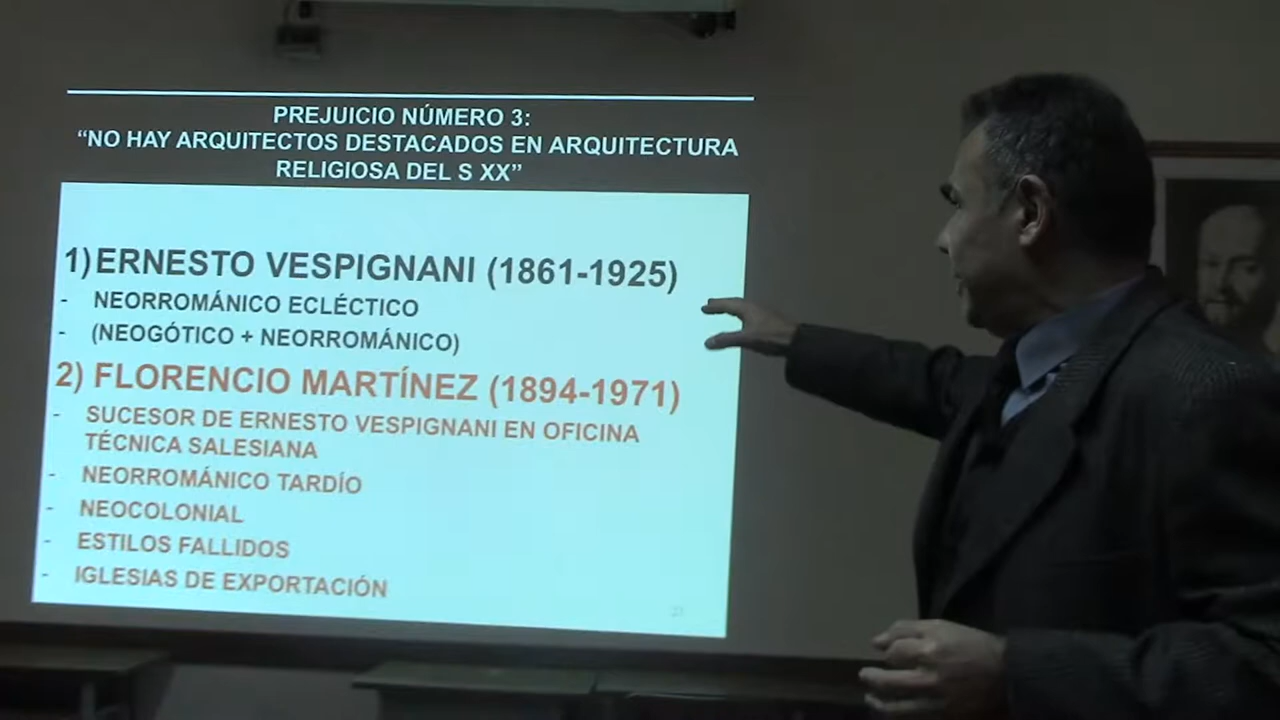 PREJUICIO NÚMERO 3:
“NO HAY ARQUITECTOS DESTACADOS EN ARQUITECTURA
RELIGIOSA DEL S XX”
1) ERNESTO VESPIGNANI (1861-1925)
- NEORROMÁNICO ECLÉCTICO
- (NEOGÓTICO + NEORROMÁNICO)
2) FLORENCIO MARTÍNEZ (1894-1971)
- SUCESOR DE ERNESTO VESPIGNANI EN OFICINA
TÉCNICA SALESIANA
- NEORROMÁNICO TARDÍO
- NEOCOLONIAL
- ESTILOS FALLIDOS
- IGLESIAS DE EXPORTACIÓN